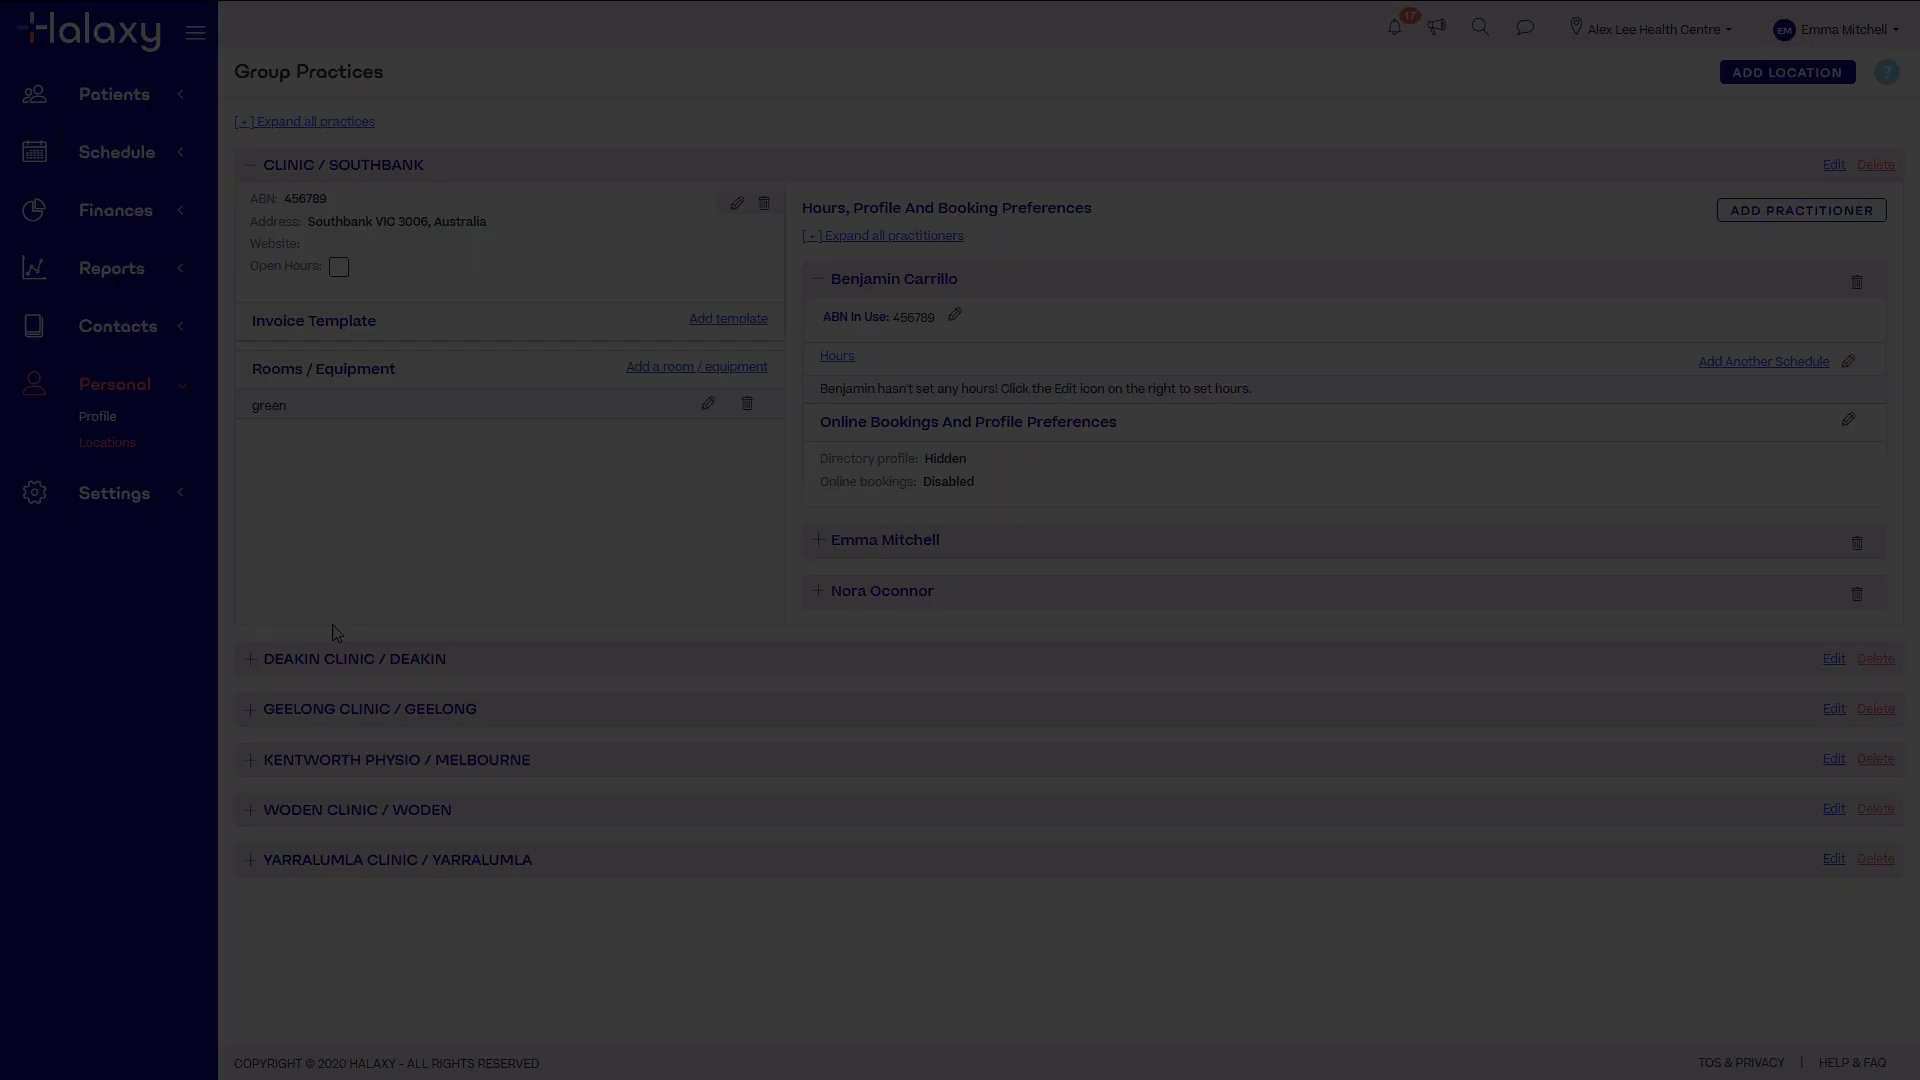 Halaxy
17
Alex Lee Health Centre
EM
Emma Mitchell
Patients
Schedule
Finances
Reports
Contacts
Personal
Profile
Locations
Settings
Group Practices
ADD LOCATION
?
[ + ] Expand all practices
CLINIC / SOUTHBANK
Edit Delete
ABN: 456789
Address: Southbank VIC 3006, Australia
Website:
Open Hours:
Invoice Template
Add template
Rooms / Equipment
Add a room / equipment
green
Hours, Profile And Booking Preferences
ADD PRACTITIONER
[ + ] Expand all practitioners
Benjamin Carrillo
ABN In Use: 456789
Hours
Add Another Schedule
Benjamin hasn't set any hours! Click the Edit icon on the right to set hours.
Online Bookings And Profile Preferences
Directory profile: Hidden
Online bookings: Disabled
Emma Mitchell
Nora Oconnor
DEAKIN CLINIC / DEAKIN
Edit Delete
GEELONG CLINIC / GEELONG
Edit Delete
KENTWORTH PHYSIO / MELBOURNE
Edit Delete
WODEN CLINIC / WODEN
Edit Delete
YARRALUMLA CLINIC / YARRALUMLA
Edit Delete
COPYRIGHT © 2020 HALAXY - ALL RIGHTS RESERVED
TOS & PRIVACY | HELP & FAQ